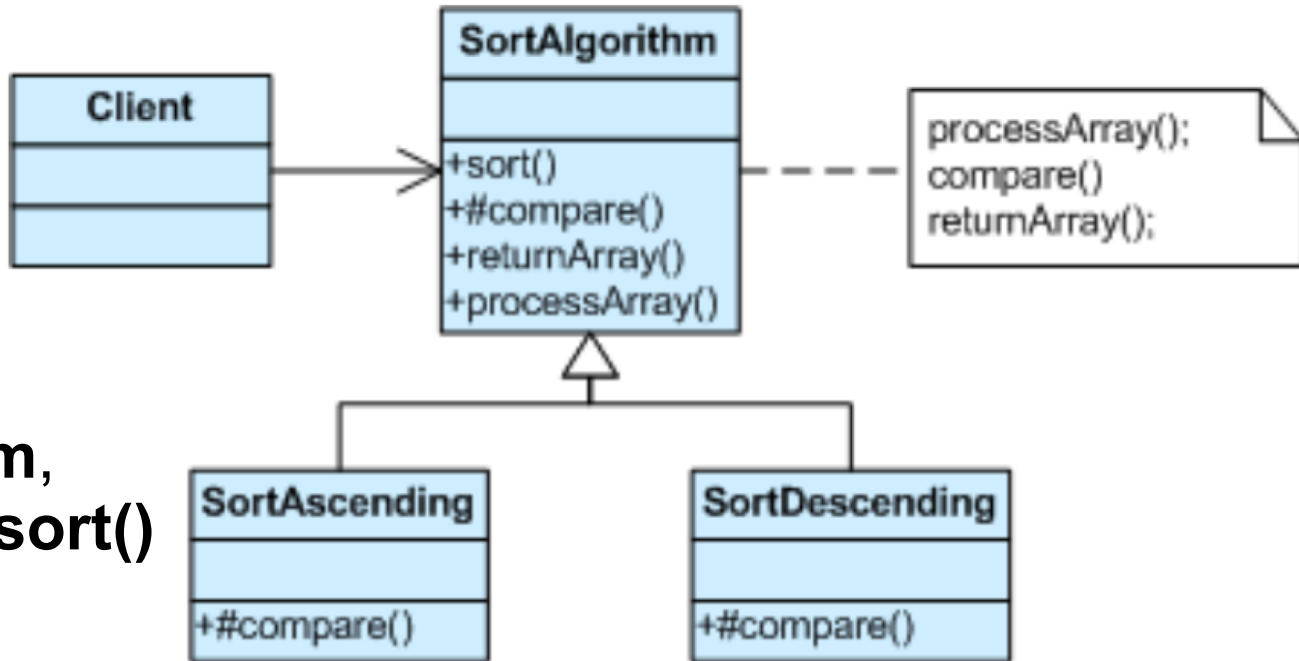 SortAlgorithm
Client
+sort()
+#compare()
+returnArray()
+processArray()
processArray();
compare()
returnArray();
m,
sort()
SortAscending
+#compare()
SortDescending
+#compare()